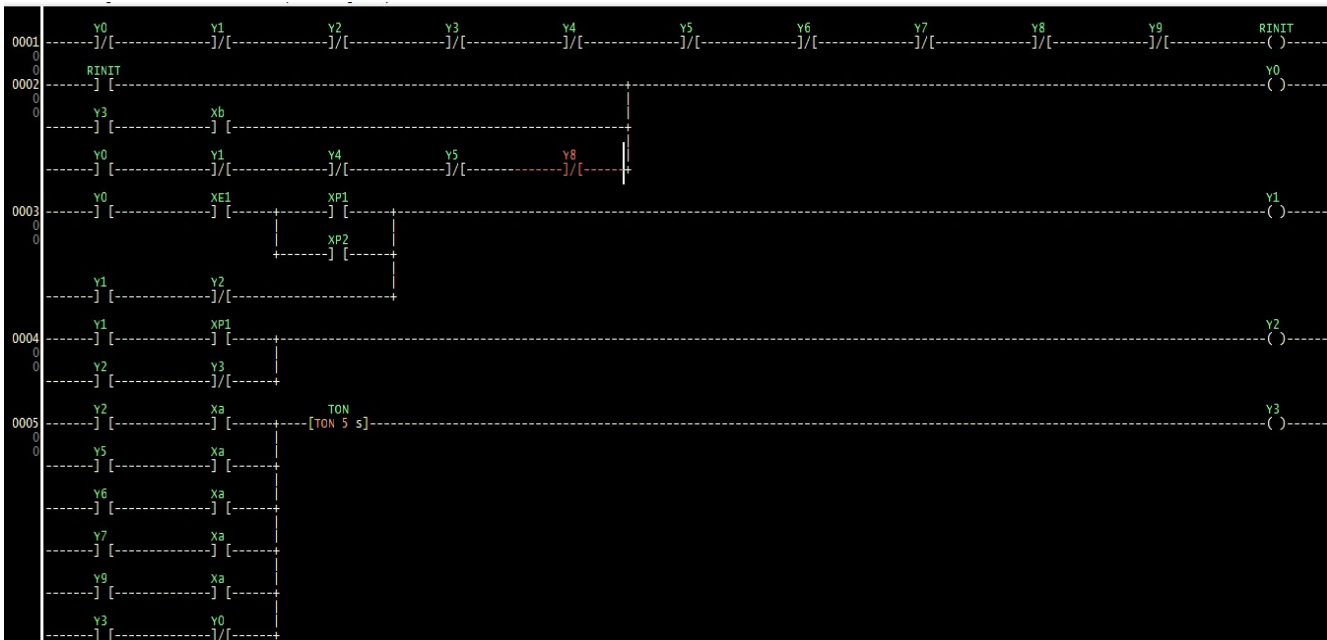 Y0 Y1 Y2 Y3 Y4 Y5 Y6 Y7 Y8 Y9 RINIT
0001 ------]/[------]/[------]/[------]/[------]/[------]/[------]/[------]/[------]/[------]/[------( )-----
0
0 RINIT Y0
0002 ------] [------+------( )-----
0
0 Y3 Xb
------] [------] [------+
Y0 Y1 Y4 Y5 Y8
------] [------]/[------]/[------]/[------]/[------+
Y0 XE1 XP1 Y1
0003 ------] [------] [------+------] [------+------( )-----
0
0 XP2
+------] [------+
Y1 Y2
------] [------]/[------+
Y1 XP1 Y2
0004 ------] [------] [------+------( )-----
0
0 Y2 Y3
------] [------]/[------+
Y2 Xa TON Y3
0005 ------] [------] [------+----[TON 5 s]------( )-----
0
0 Y5 Xa
------] [------] [------+
Y6 Xa
------] [------] [------+
Y7 Xa
------] [------] [------+
Y9 Xa
------] [------] [------+
Y3 Y0
------] [------]/[------+